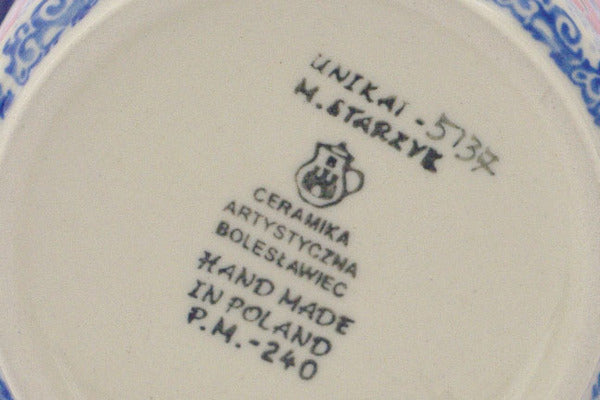 UNIKAT - 5737
M. STARZYK
CERAMIKA
ARTYSTYCZNA
BOLESŁAWIEC
HAND MADE
IN POLAND
P.M.-240